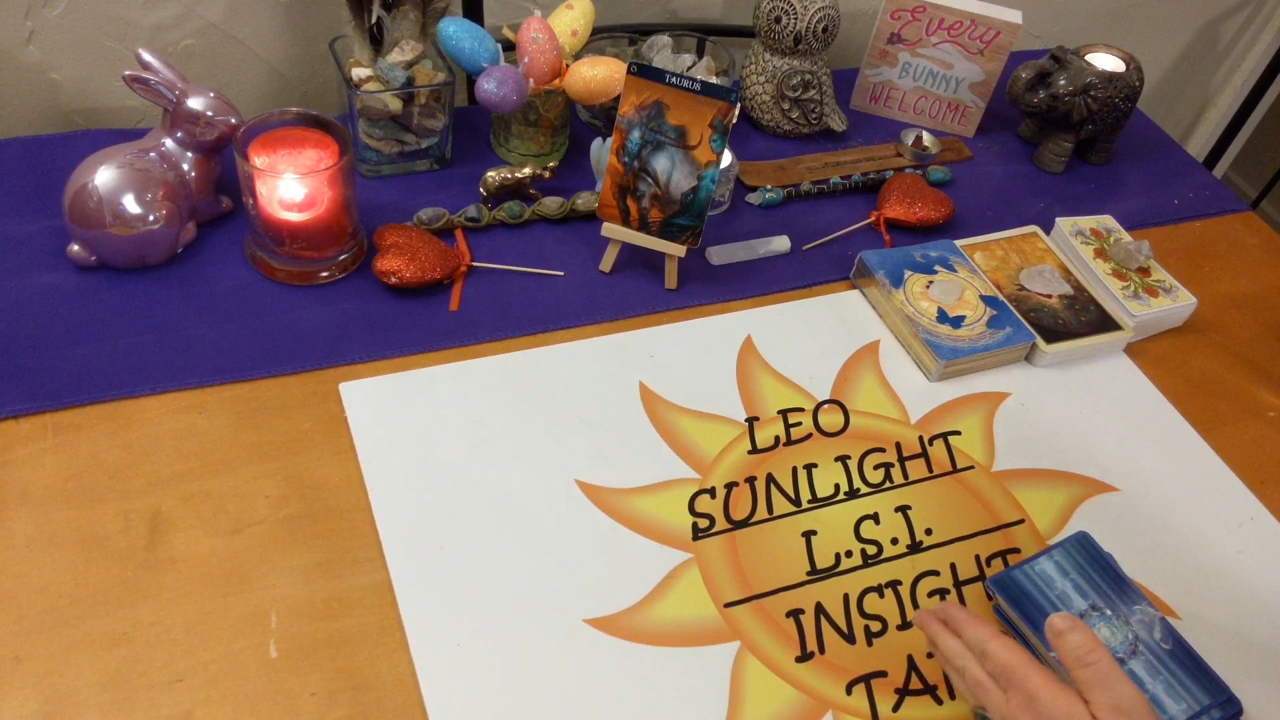 TAURUS
Every
BUNNY
WELCOME
LEO
SUNLIGHT
L.S.I.
INSIGHT